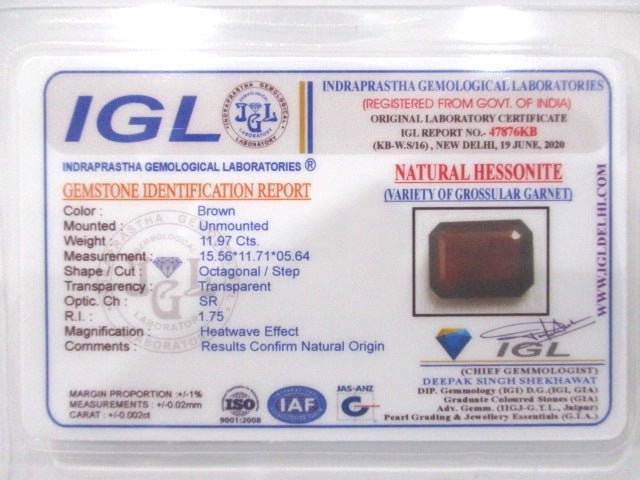 IGL
INDRAPRASTHA GEMOLOGICAL LABORATORY
IGL
INDRAPRASTHA GEMOLOGICAL LABORATORIES ®
GEMSTONE IDENTIFICATION REPORT
Color : Brown
Mounted : Unmounted
Weight : 11.97 Cts.
Measurement : 15.56*11.71*05.64
Shape / Cut : Octagonal / Step
Transparency : Transparent
Optic. Ch : SR
R.I. : 1.75
Magnification : Heatwave Effect
Comments : Results Confirm Natural Origin
MARGIN PROPORTION :+/-1%
MEASUREMENTS : +/-0.02mm
CARAT : +/-0.002ct
ISO
9001:2008
IAF
JAS-ANZ
INDRAPRASTHA GEMOLOGICAL LABORATORIES
(REGISTERED FROM GOVT. OF INDIA)
ORIGINAL LABORATORY CERTIFICATE
IGL REPORT NO.- 47876KB
(KB-W.S/16) , NEW DELHI, 19 JUNE, 2020
NATURAL HESSONITE
(VARIETY OF GROSSULAR GARNET)
WWW.IGLDELHI.COM
IGL
(CHIEF GEMMOLOGIST)
DEEPAK SINGH SHEKHAWAT
DIP. Gemmology (IGI) D.G.(IGL, GIA)
Graduate Coloured Stones (GIA)
Adv. Gemm. (IIGJ-G.T.L., Jaipur)
Pearl Grading & Jewellery Essentials (G.I.A.)